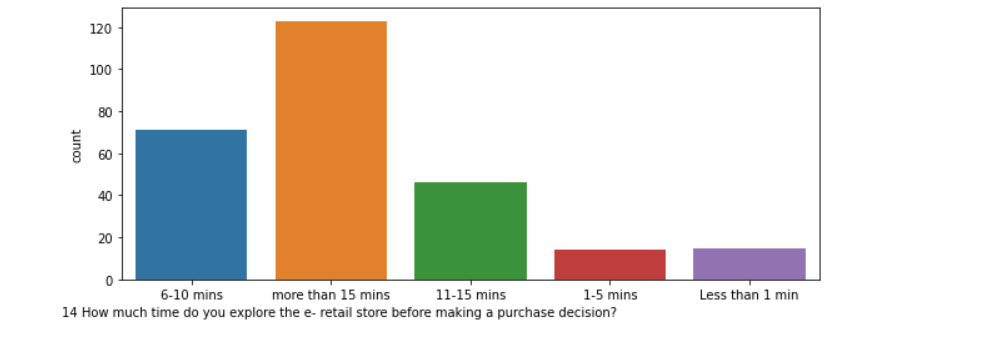 120
100
80
60
40
20
0
count
6-10 mins more than 15 mins 11-15 mins 1-5 mins Less than 1 min
14 How much time do you explore the e- retail store before making a purchase decision?